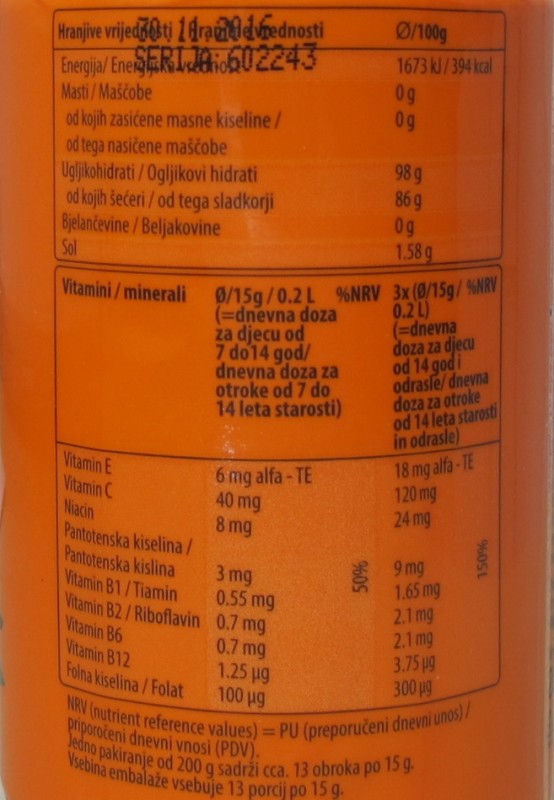 30 11 2016
SERIJA: 602243
Hranjive vrijednosti / Hranilne vrednosti Ø/100g
Energija/ Energijska vrednost 1673 kJ / 394 kcal
Masti / Maščobe 0 g
od kojih zasićene masne kiseline / 0 g
od tega nasičene maščobe
Ugljikohidrati / Ogljikovi hidrati 98 g
od kojih šećeri / od tega sladkorji 86 g
Bjelančevine / Beljakovine 0 g
Sol 1.58 g
Vitamini / minerali
Ø/15g / 0.2 L %NRV
(=dnevna doza
za djecu od
7 do14 god/
dnevna doza za
otroke od 7 do
14 leta starosti)
3x (Ø/15g / %NRV
0.2 L)
(=dnevna
doza za djecu
od 14 god i
odrasle/ dnevna
doza za otroke
od 14 leta starosti
in odrasle)
Vitamin E 6 mg alfa - TE 18 mg alfa - TE
Vitamin C 40 mg 120 mg
Niacin 8 mg 24 mg
Pantotenska kiselina /
Pantotenska kislina 3 mg 9 mg
Vitamin B1 / Tiamin 0.55 mg 1.65 mg
Vitamin B2 / Riboflavin 0.7 mg 2.1 mg
Vitamin B6 0.7 mg 2.1 mg
Vitamin B12 1.25 µg 3.75 µg
Folna kiselina / Folat 100 µg 300 µg
50%
150%
NRV (nutrient reference values) = PU (preporučeni dnevni unos) /
priporočeni dnevni vnosi (PDV).
Jedno pakiranje od 200 g sadrži cca. 13 obroka po 15 g.
Vsebina embalaže vsebuje 13 porcij po 15 g.